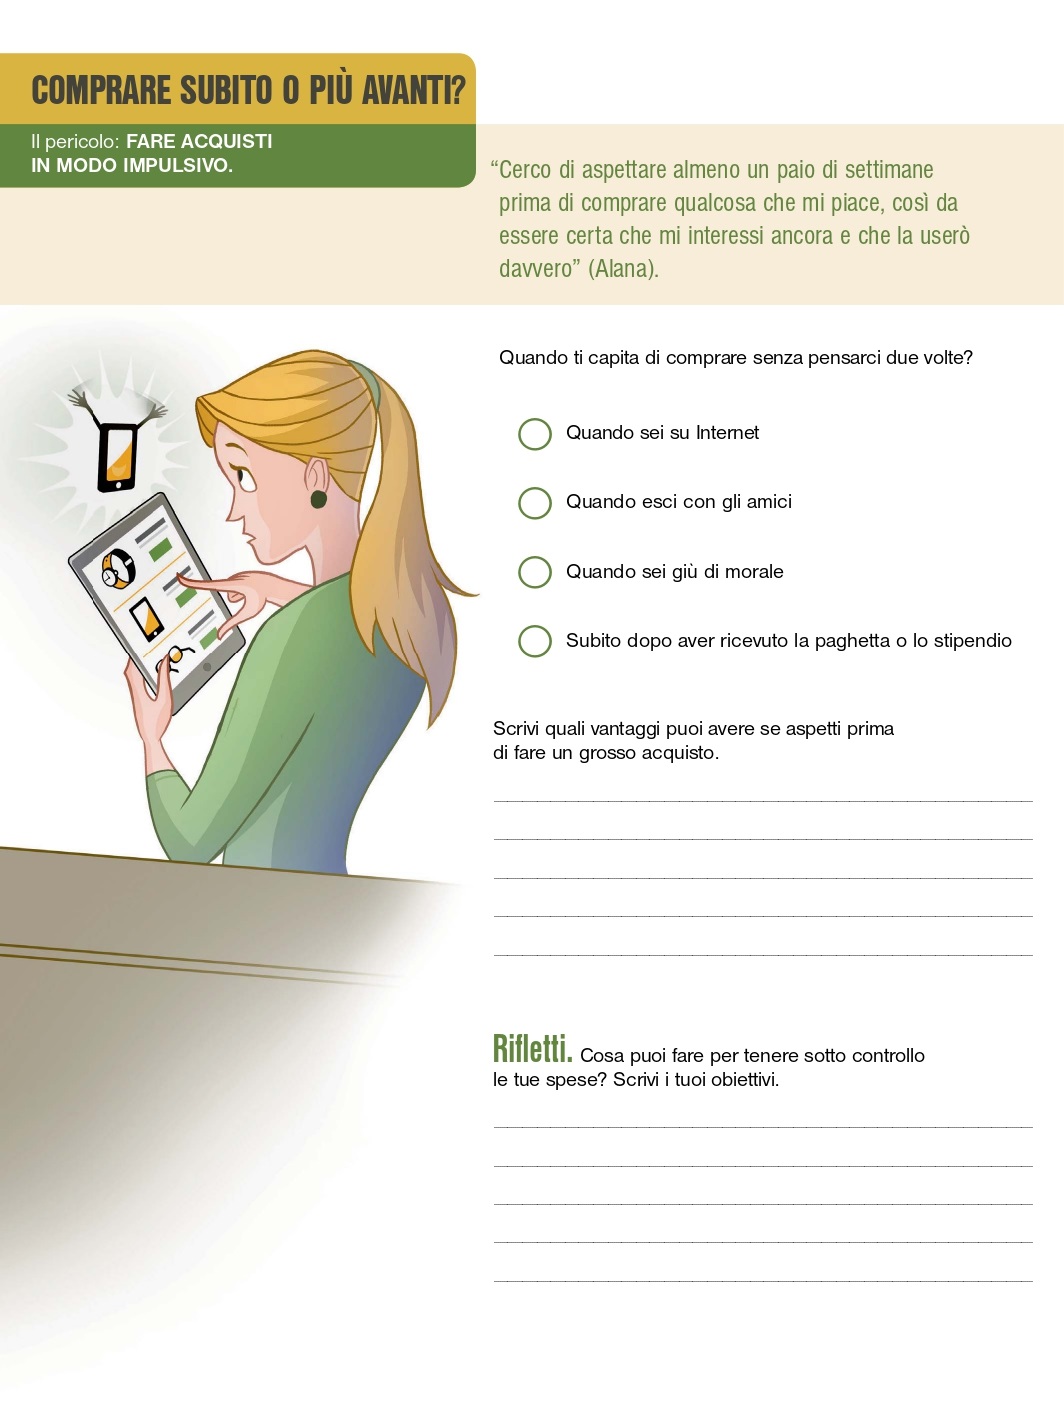 COMPRARE SUBITO O PIÙ AVANTI?
Il pericolo: FARE ACQUISTI
IN MODO IMPULSIVO.
“Cerco di aspettare almeno un paio di settimane
prima di comprare qualcosa che mi piace, così da
essere certa che mi interessi ancora e che la userò
davvero” (Alana).
Quando ti capita di comprare senza pensarci due volte?
Quando sei su Internet
Quando esci con gli amici
Quando sei giù di morale
Subito dopo aver ricevuto la paghetta o lo stipendio
Scrivi quali vantaggi puoi avere se aspetti prima
di fare un grosso acquisto.
Rifletti. Cosa puoi fare per tenere sotto controllo
le tue spese? Scrivi i tuoi obiettivi.